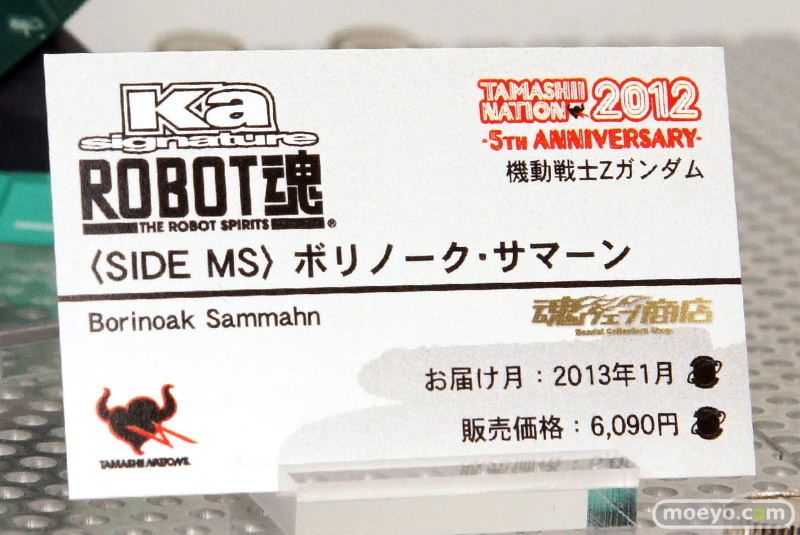 Ka
signature
ROBOT魂
THE ROBOT SPIRITS®
TAMASHII
NATION 2012
-5TH ANNIVERSARY-
機動戦士Zガンダム
〈SIDE MS〉 ボリノーク・サマーン
Borinoak Sammahn
魂ウェブ商店
Bandai Collectors Shop
お届け月：2013年1月
販売価格：6,090円
TAMASHII NATIONS
moeyo.com